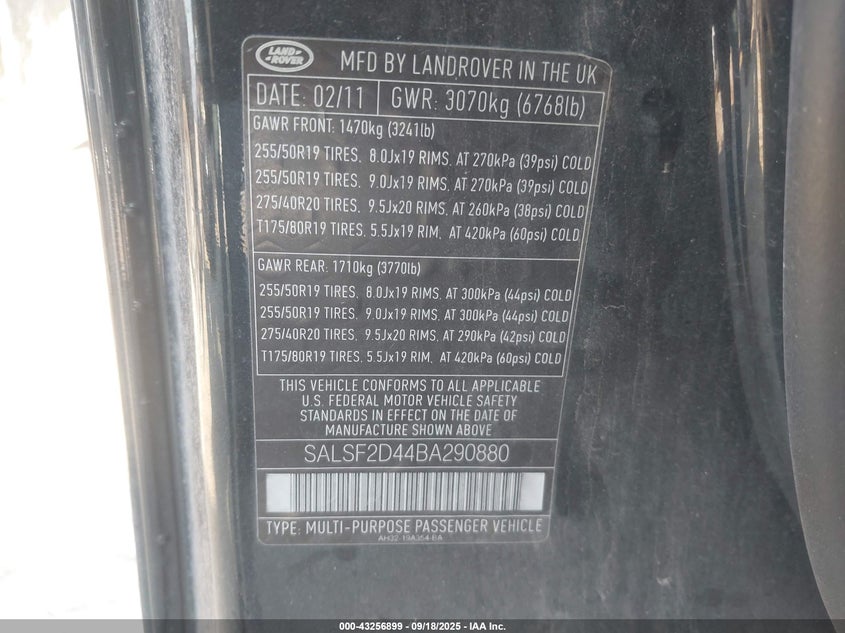 LAND
ROVER
MFD BY LANDROVER IN THE UK
DATE: 02/11 GWR: 3070kg (6768lb)
GAWR FRONT: 1470kg (3241lb)
255/50R19 TIRES, 8.0Jx19 RIMS, AT 270kPa (39psi) COLD
255/50R19 TIRES, 9.0Jx19 RIMS, AT 270kPa (39psi) COLD
275/40R20 TIRES, 9.5Jx20 RIMS, AT 260kPa (38psi) COLD
T175/80R19 TIRES, 5.5Jx19 RIM, AT 420kPa (60psi) COLD
GAWR REAR: 1710kg (3770lb)
255/50R19 TIRES, 8.0Jx19 RIMS, AT 300kPa (44psi) COLD
255/50R19 TIRES, 9.0Jx19 RIMS, AT 300kPa (44psi) COLD
275/40R20 TIRES, 9.5Jx20 RIMS, AT 290kPa (42psi) COLD
T175/80R19 TIRES, 5.5Jx19 RIM, AT 420kPa (60psi) COLD
THIS VEHICLE CONFORMS TO ALL APPLICABLE
U.S. FEDERAL MOTOR VEHICLE SAFETY
STANDARDS IN EFFECT ON THE DATE OF
MANUFACTURE SHOWN ABOVE
SALSF2D44BA290880
TYPE: MULTI-PURPOSE PASSENGER VEHICLE
AH32-19A354-BA
000-43256899 - 09/18/2025 - IAA Inc.